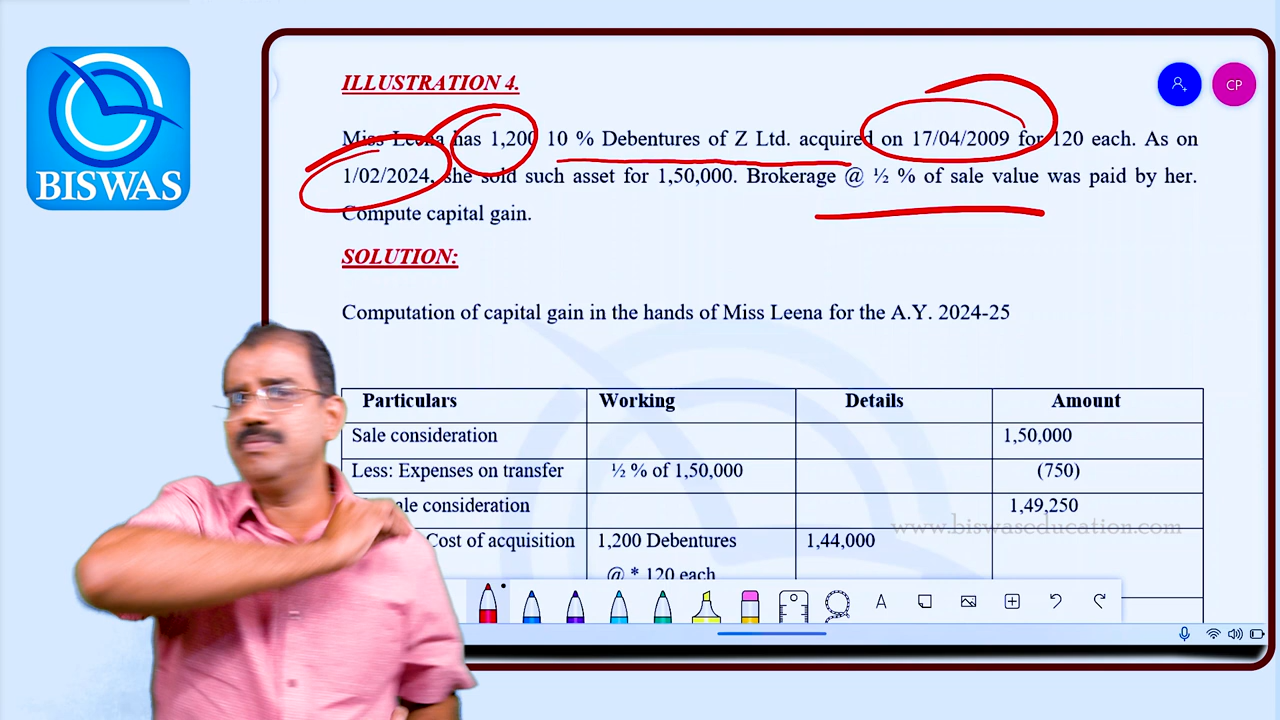 BISWAS
CP
ILLUSTRATION 4.
Miss Leena has 1,200 10 % Debentures of Z Ltd. acquired on 17/04/2009 for 120 each. As on
1/02/2024, she sold such asset for 1,50,000. Brokerage @ ½ % of sale value was paid by her.
Compute capital gain.
SOLUTION:
Computation of capital gain in the hands of Miss Leena for the A.Y. 2024-25
Particulars Working Details Amount
Sale consideration 1,50,000
Less: Expenses on transfer ½ % of 1,50,000 (750)
consideration 1,49,250
www.biswaseducation.com
Cost of acquisition 1,200 Debentures 1,44,000
@ * 120 each
A